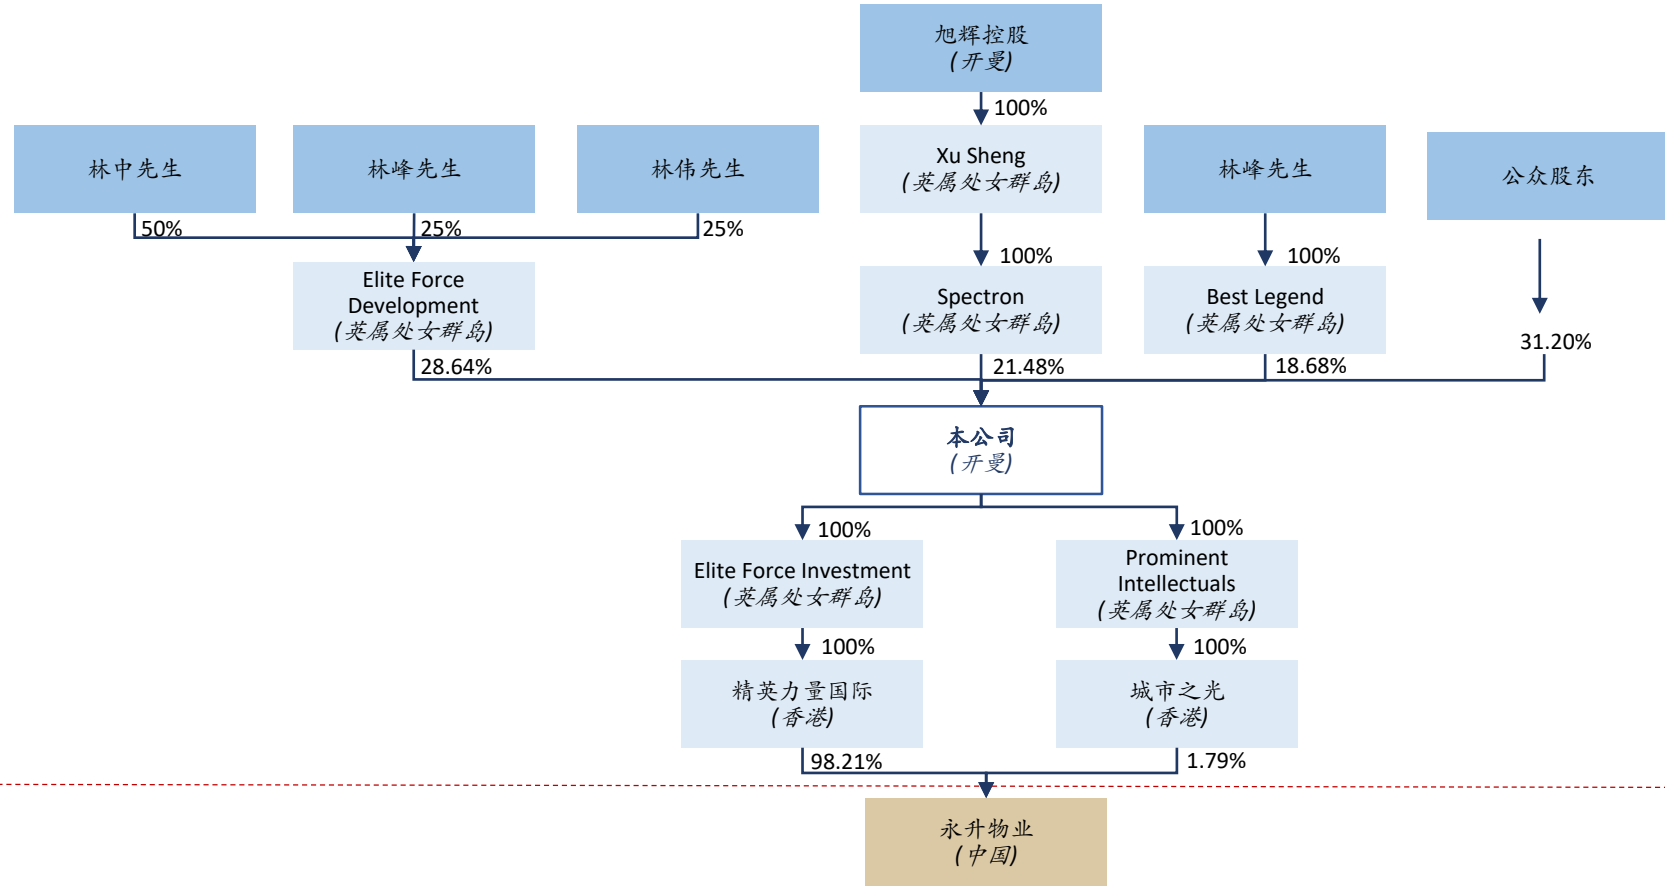 旭辉控股
(开曼)
100%
林中先生
林峰先生
林伟先生
Xu Sheng
(英属处女群岛)
林峰先生
公众股东
50%
25%
25%
100%
100%
Elite Force
Development
(英属处女群岛)
Spectron
(英属处女群岛)
Best Legend
(英属处女群岛)
31.20%
28.64%
21.48%
18.68%
本公司
(开曼)
100%
100%
Elite Force Investment
(英属处女群岛)
Prominent
Intellectuals
(英属处女群岛)
100%
100%
精英力量国际
(香港)
城市之光
(香港)
98.21%
1.79%
永升物业
(中国)